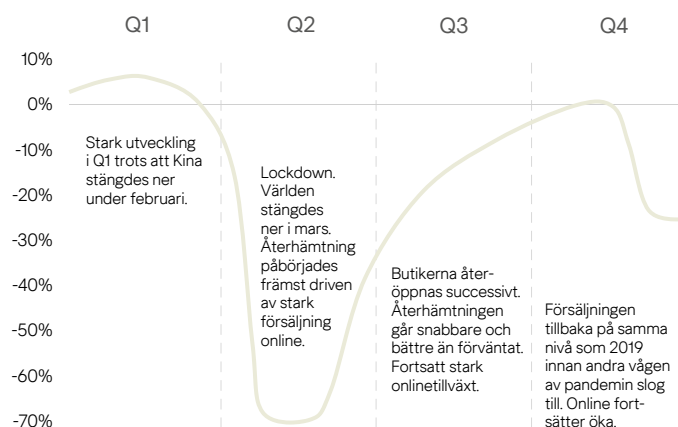 Q1
Q2
Q3
Q4
10%
0%
-10%
-20%
-30%
-40%
-50%
-60%
-70%
Stark utveckling
i Q1 trots att Kina
stängdes ner
under februari.
Lockdown.
Världen
stängdes
ner i mars.
Återhämtning
påbörjades
främst driven
av stark
försäljning
online.
Butikerna åter-
öppnas successivt.
Återhämtningen
går snabbare och
bättre än förväntat.
Fortsatt stark
onlinetillväxt.
Försäljningen
tillbaka på samma
nivå som 2019
innan andra vågen
av pandemin slog
till. Online fort-
sätter öka.